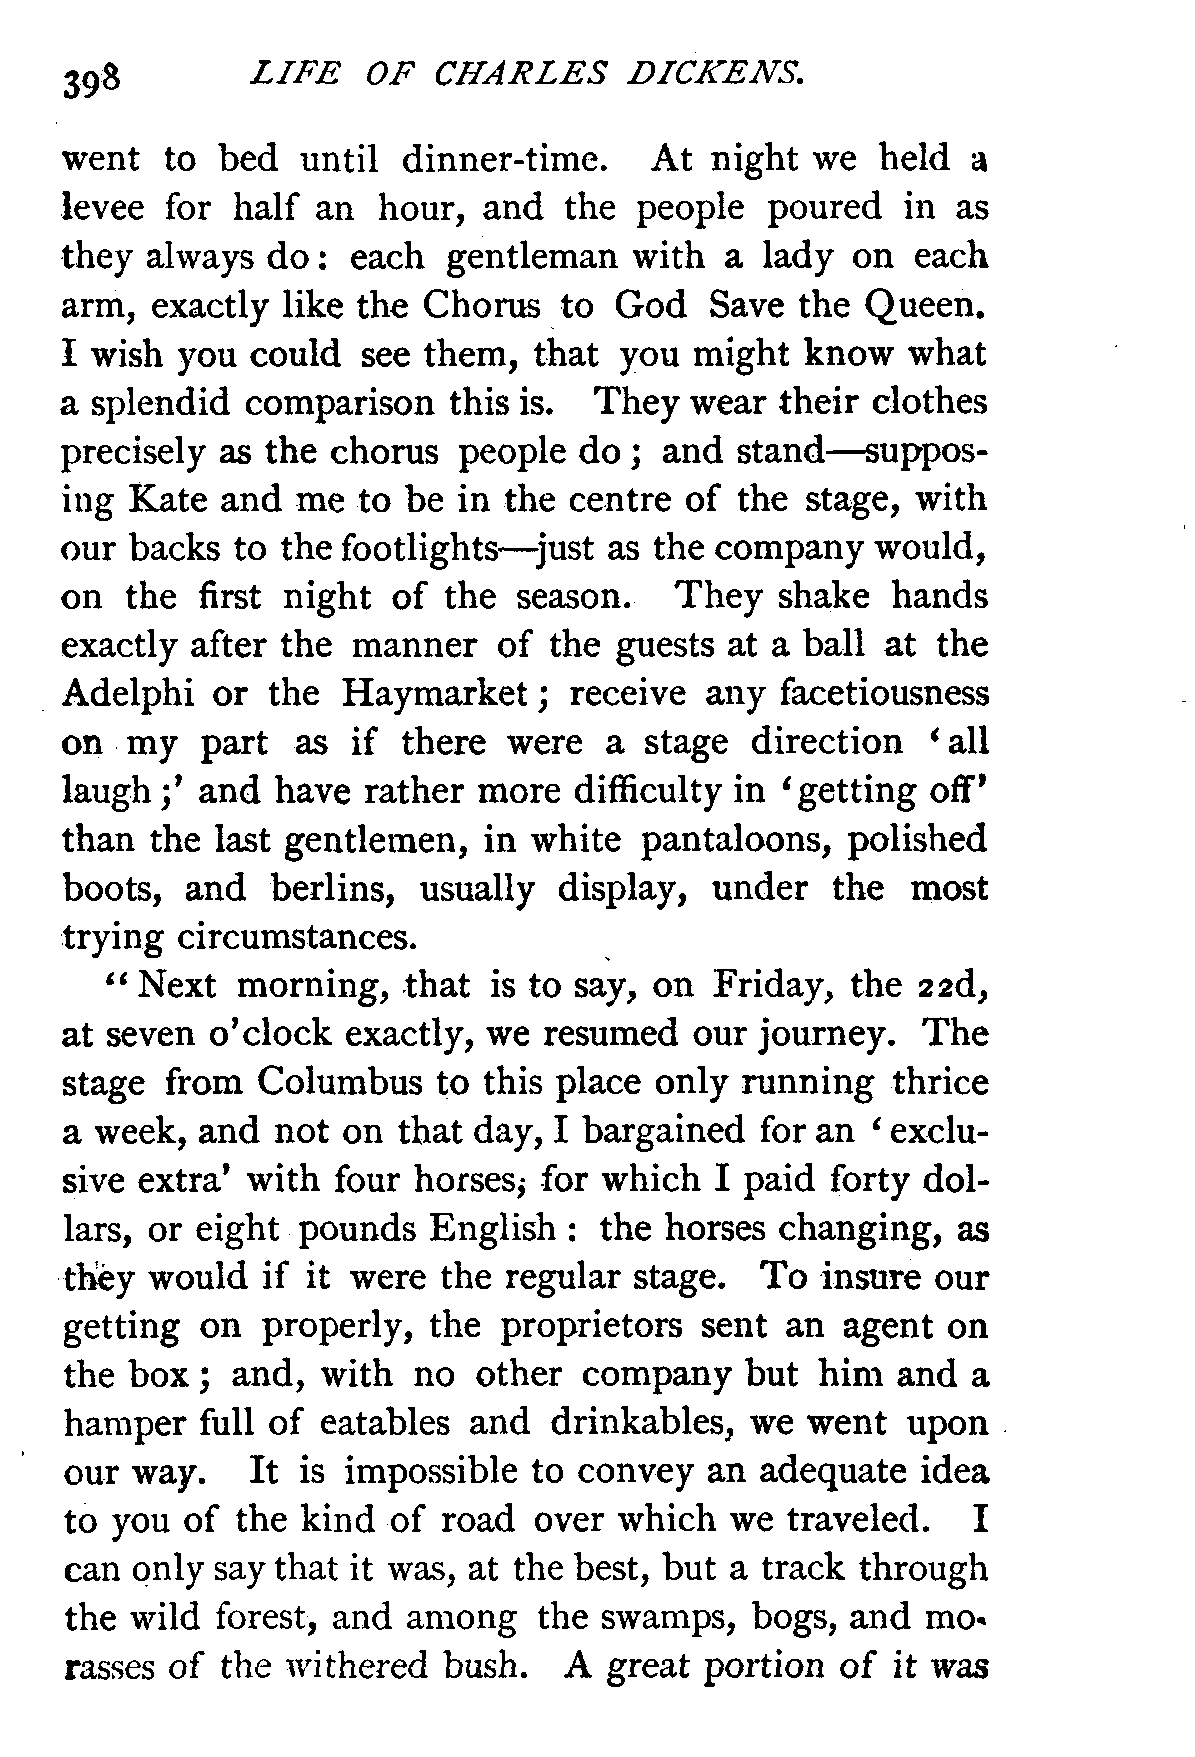 398 LIFE OF CHARLES DICKENS.
went to bed until dinner-time. At night we held a
levee for half an hour, and the people poured in as
they always do : each gentleman with a lady on each
arm, exactly like the Chorus to God Save the Queen.
I wish you could see them, that you might know what
a splendid comparison this is. They wear their clothes
precisely as the chorus people do ; and stand—suppos-
ing Kate and me to be in the centre of the stage, with
our backs to the footlights—just as the company would,
on the first night of the season. They shake hands
exactly after the manner of the guests at a ball at the
Adelphi or the Haymarket ; receive any facetiousness
on my part as if there were a stage direction ‘ all
laugh ;’ and have rather more difficulty in ‘getting off’
than the last gentlemen, in white pantaloons, polished
boots, and berlins, usually display, under the most
trying circumstances.
“ Next morning, that is to say, on Friday, the 22d,
at seven o’clock exactly, we resumed our journey. The
stage from Columbus to this place only running thrice
a week, and not on that day, I bargained for an ‘ exclu-
sive extra’ with four horses, for which I paid forty dol-
lars, or eight pounds English : the horses changing, as
they would if it were the regular stage. To insure our
getting on properly, the proprietors sent an agent on
the box ; and, with no other company but him and a
hamper full of eatables and drinkables, we went upon
our way. It is impossible to convey an adequate idea
to you of the kind of road over which we traveled. I
can only say that it was, at the best, but a track through
the wild forest, and among the swamps, bogs, and mo-
rasses of the withered bush. A great portion of it was